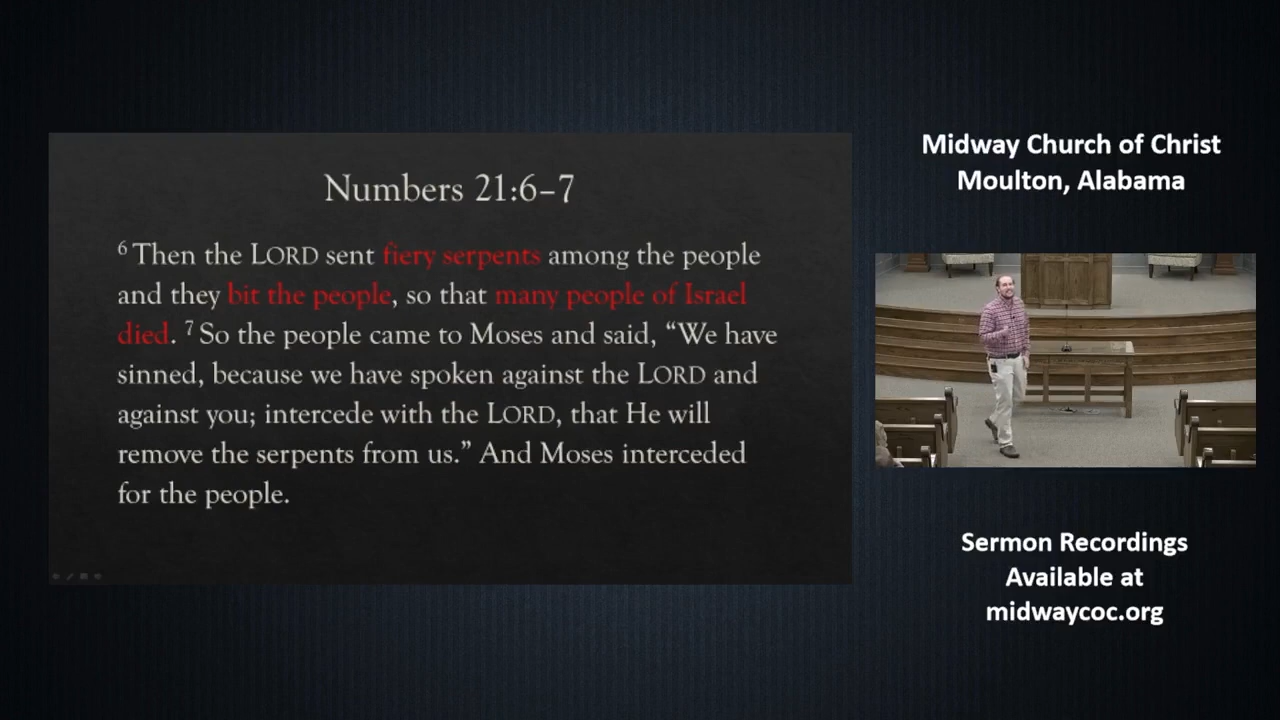 Numbers 21:6–7
6 Then the LORD sent fiery serpents among the people
and they bit the people, so that many people of Israel
died. 7 So the people came to Moses and said, “We have
sinned, because we have spoken against the LORD and
against you; intercede with the LORD, that He will
remove the serpents from us.” And Moses interceded
for the people.
Midway Church of Christ
Moulton, Alabama
Sermon Recordings
Available at
midwaycoc.org